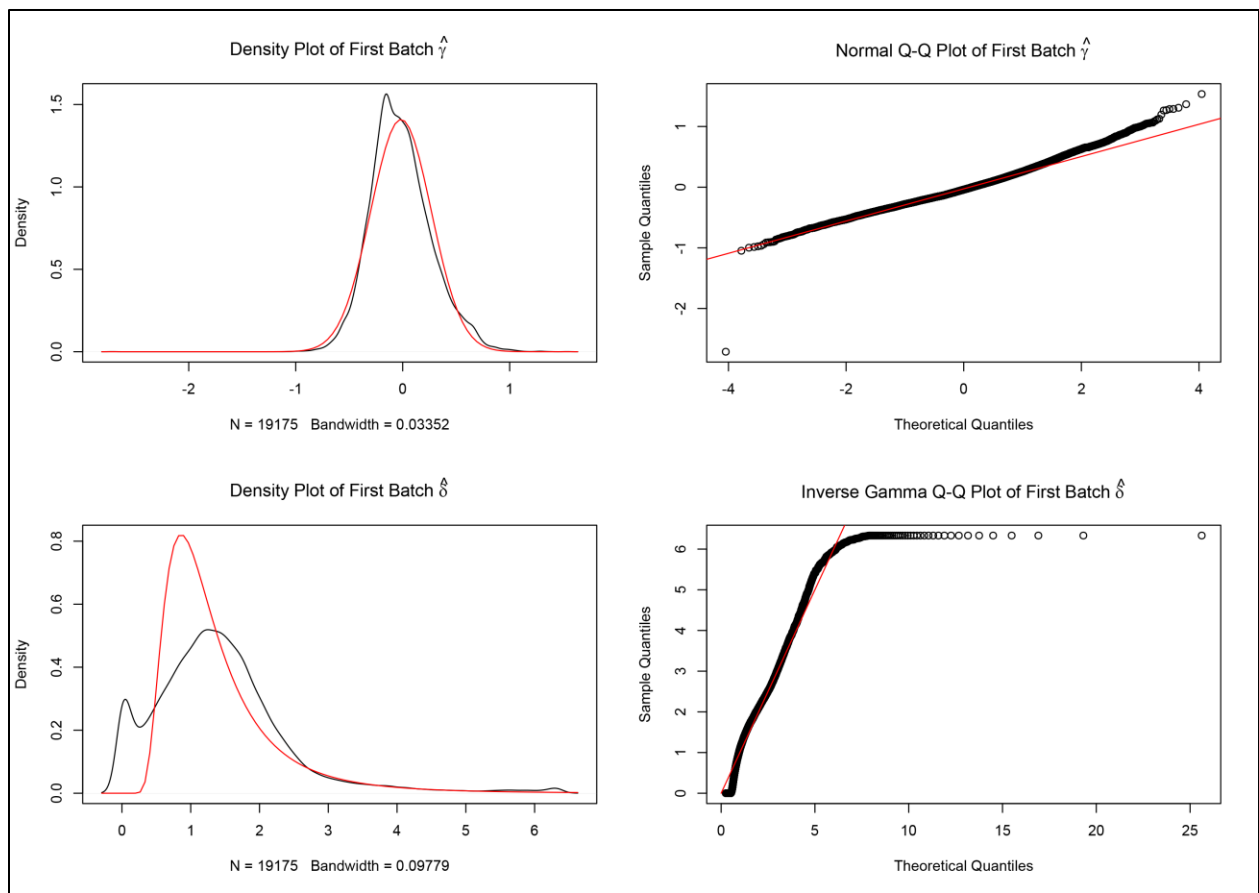 Density Plot of First Batch γ̂
Density
0.0 0.5 1.0 1.5
-2 -1 0 1
N = 19175 Bandwidth = 0.03352
Normal Q-Q Plot of First Batch γ̂
Sample Quantiles
-2 -1 0 1
-4 -2 0 2 4
Theoretical Quantiles
Density Plot of First Batch δ̂
Density
0.0 0.2 0.4 0.6 0.8
0 1 2 3 4 5 6
N = 19175 Bandwidth = 0.09779
Inverse Gamma Q-Q Plot of First Batch δ̂
Sample Quantiles
0 1 2 3 4 5 6
0 5 10 15 20 25
Theoretical Quantiles